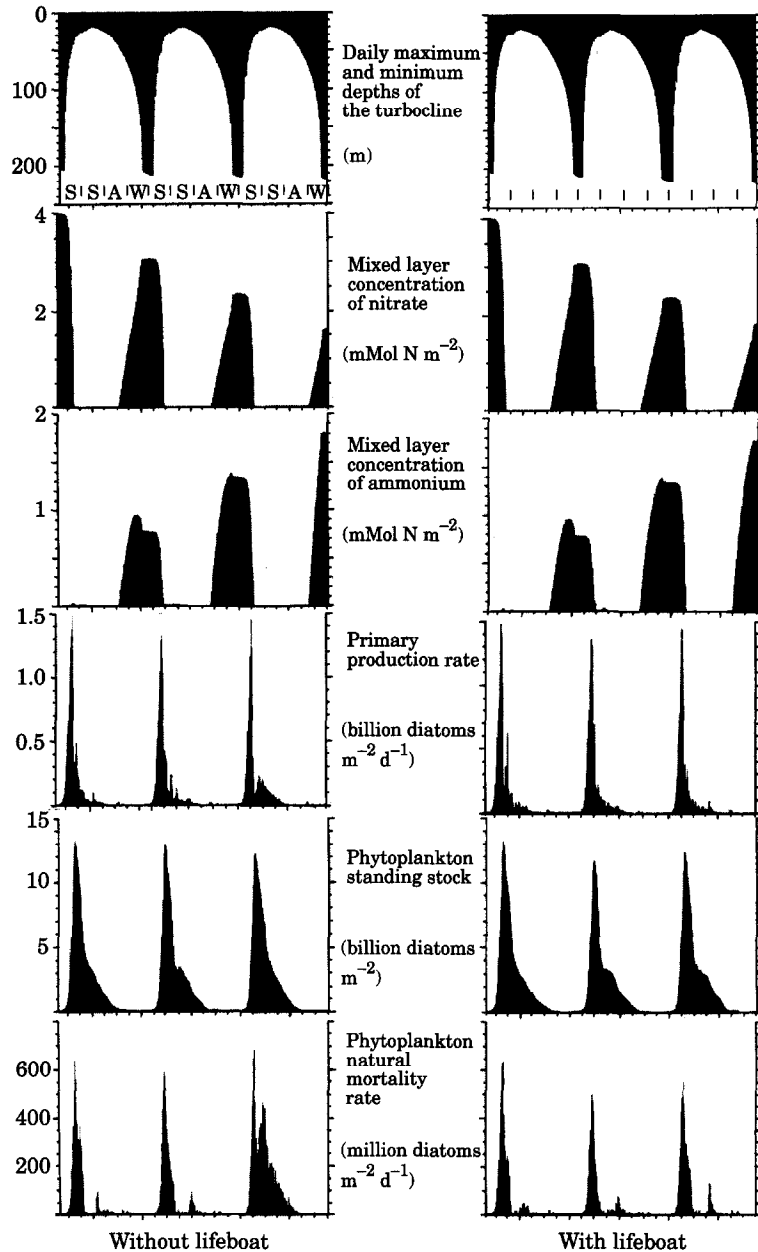 0
100
200
Daily maximum
and minimum
depths of
the turbocline
(m)
S S A W S S A W S S A W
4
2
2
Mixed layer
concentration
of nitrate
(mMol N m⁻²)
2
1
Mixed layer
concentration
of ammonium
(mMol N m⁻²)
1.5
1.0
0.5
Primary
production rate
(billion diatoms
m⁻² d⁻¹)
15
10
5
Phytoplankton
standing stock
(billion diatoms
m⁻²)
600
400
200
Phytoplankton
natural
mortality
rate
(million diatoms
m⁻² d⁻¹)
Without lifeboat
With lifeboat